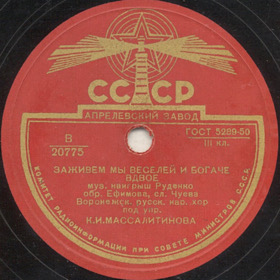 СССР
АПРЕЛЕВСКИЙ ЗАВОД
В
20775
ГОСТ 5289-50
III кл.
ЗАЖИВЕМ МЫ ВЕСЕЛЕЙ И БОГАЧЕ
ВДВОЕ
муз. наигрыш Руденко
обр. Ефимова, сл. Чуева
Воронежск. русск. нар. хор
под упр.
К.И.МАССАЛИТИНОВА
КОМИТЕТ РАДИОИНФОРМАЦИИ ПРИ СОВЕТЕ МИНИСТРОВ СССР